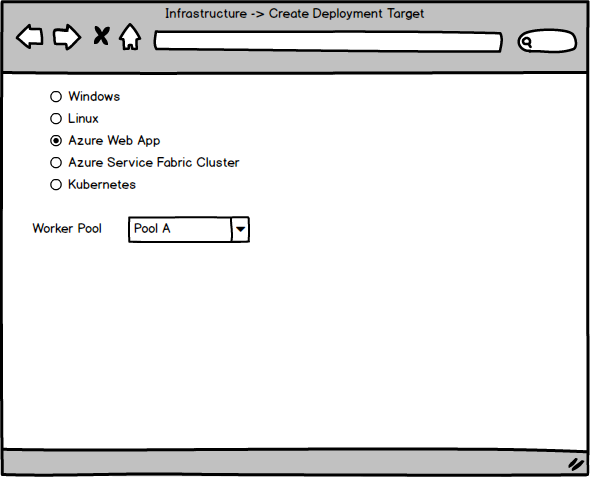 Infrastructure -> Create Deployment Target
Windows
Linux
Azure Web App
Azure Service Fabric Cluster
Kubernetes
Worker Pool Pool A